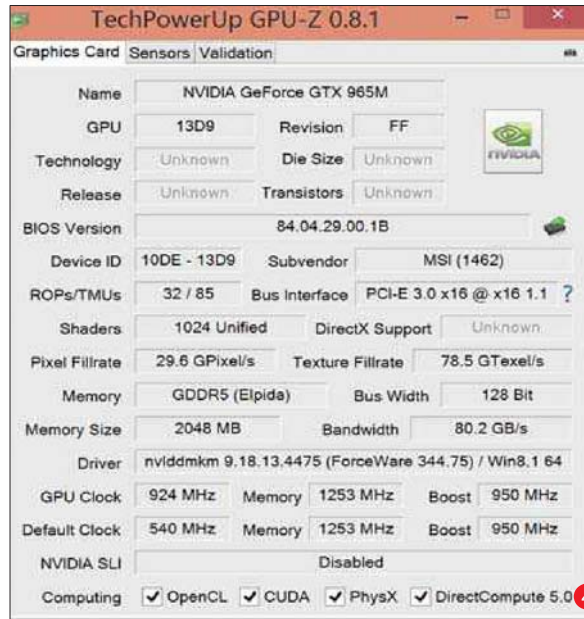 TechPowerUp GPU-Z 0.8.1
Graphics Card Sensors Validation
Name NVIDIA GeForce GTX 965M
GPU 13D9 Revision FF
NVIDIA
Technology Unknown Die Size Unknown
Release Unknown Transistors Unknown
BIOS Version 84.04.29.00.1B
Device ID 10DE - 13D9 Subvendor MSI (1462)
ROPs/TMUs 32 / 85 Bus Interface PCI-E 3.0 x16 @ x16 1.1 ?
Shaders 1024 Unified DirectX Support Unknown
Pixel Fillrate 29.6 GPixel/s Texture Fillrate 78.5 GTexel/s
Memory GDDR5 (Elpida) Bus Width 128 Bit
Memory Size 2048 MB Bandwidth 80.2 GB/s
Driver nvlddmkm 9.18.13.4475 (ForceWare 344.75) / Win8.1 64
GPU Clock 924 MHz Memory 1253 MHz Boost 950 MHz
Default Clock 540 MHz Memory 1253 MHz Boost 950 MHz
NVIDIA SLI Disabled
Computing OpenCL CUDA PhysX DirectCompute 5.0